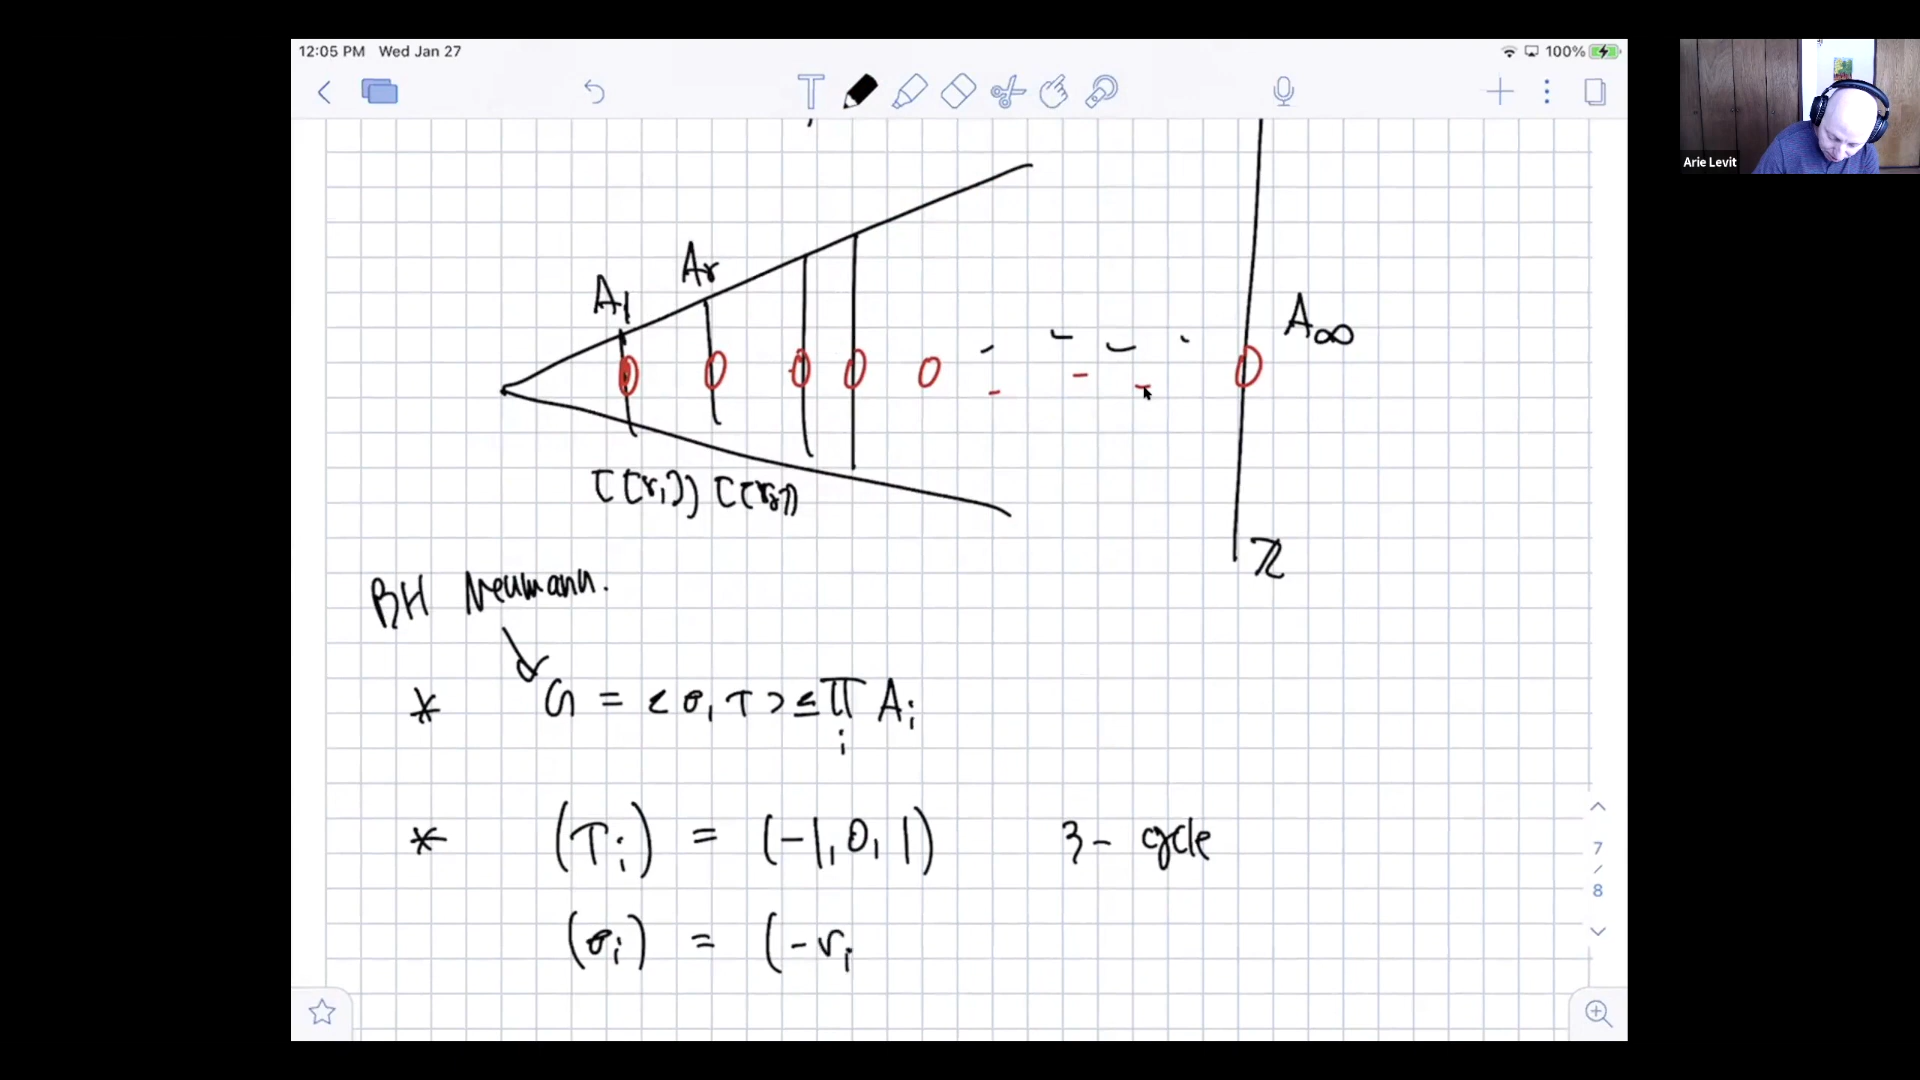 12:05 PM Wed Jan 27
100%
Arie Levit
A₁
Aᵣ
A∞
[(r₁)]
ℤ
BH Neumann.
* G = < σ, τ > ≤ ∏ᵢ Aᵢ
* (τᵢ) = (-1, 0, 1) 3- cycle
(σᵢ) = (-rᵢ
7
/
8